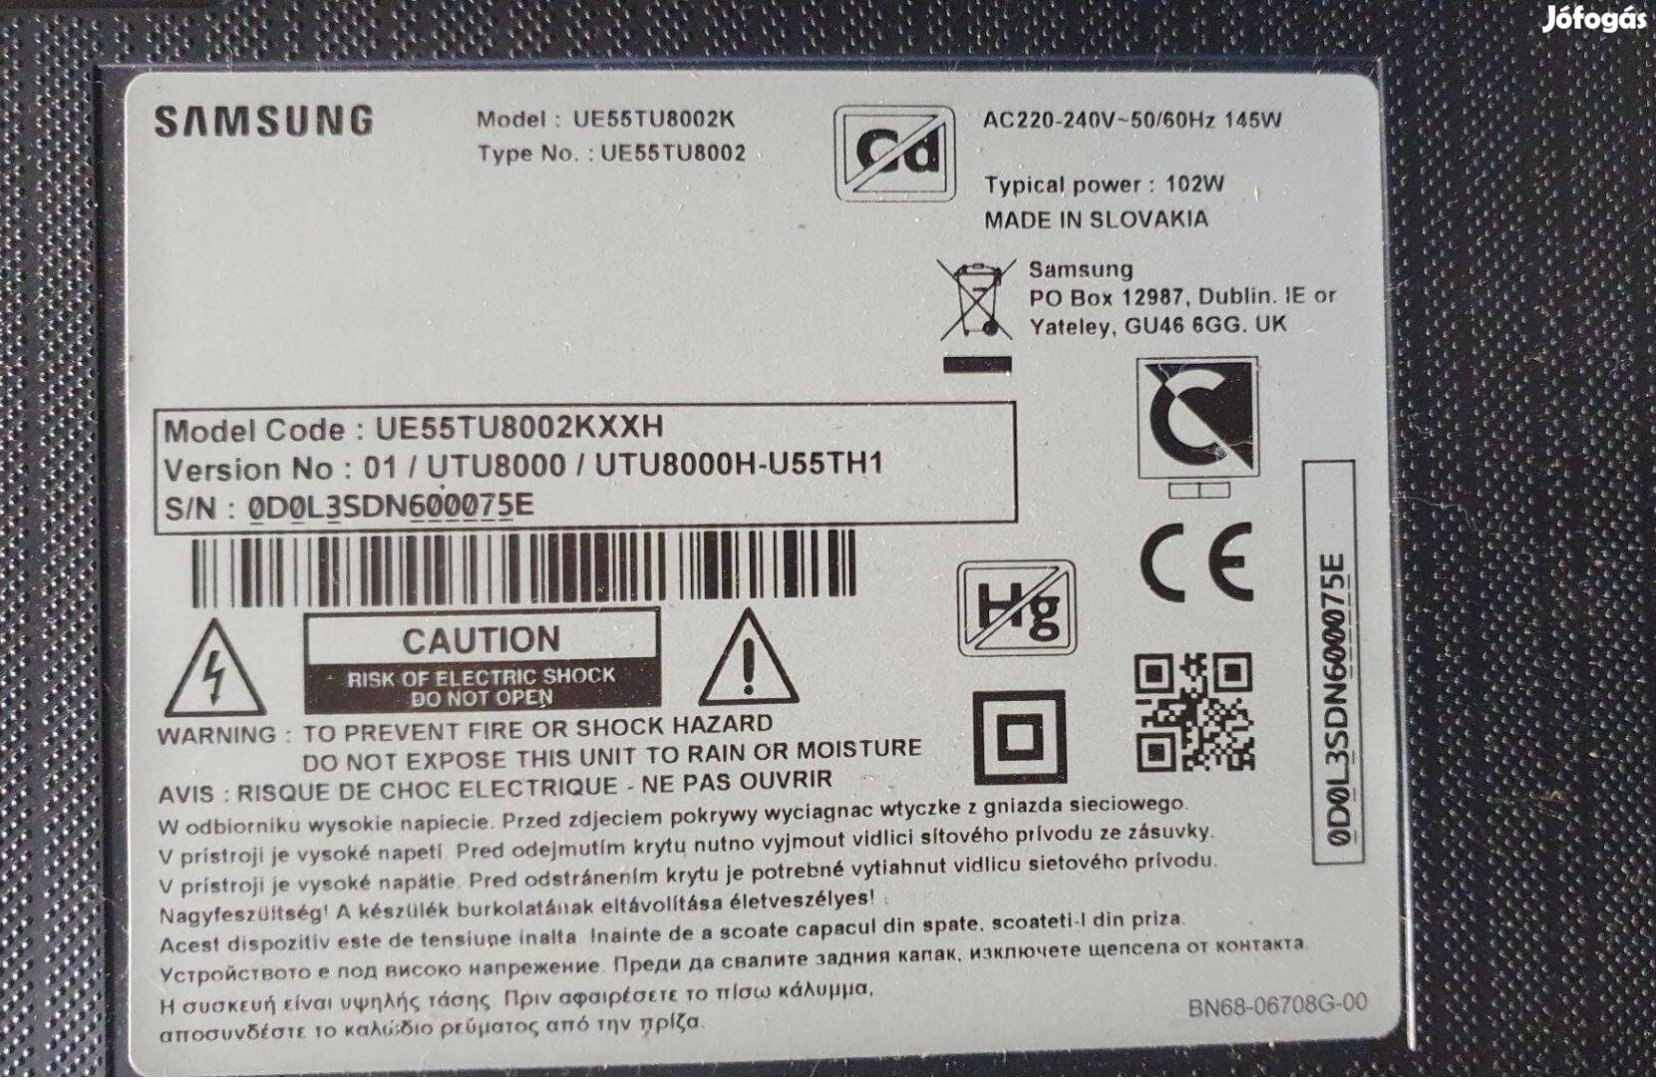 Jófogás
SAMSUNG
Model : UE55TU8002K
Type No. : UE55TU8002
Cd
AC220-240V~50/60Hz 145W
Typical power : 102W
MADE IN SLOVAKIA
Samsung
PO Box 12987, Dublin. IE or
Yateley, GU46 6GG. UK
Model Code : UE55TU8002KXXH
Version No : 01 / UTU8000 / UTU8000H-U55TH1
S/N : 0D0L3SDN600075E
C
CE
Hg
0D0L3SDN600075E
CAUTION
RISK OF ELECTRIC SHOCK
DO NOT OPEN
WARNING : TO PREVENT FIRE OR SHOCK HAZARD
DO NOT EXPOSE THIS UNIT TO RAIN OR MOISTURE
AVIS : RISQUE DE CHOC ELECTRIQUE - NE PAS OUVRIR
W odbiorniku wysokie napiecie. Przed zdjeciem pokrywy wyciagnac wtyczke z gniazda sieciowego.
V prístroji je vysoké napetí. Pred odejmutím krytu nutno vyjmout vidlici sítového prívodu ze zásuvky.
V prístroji je vysoké napätie. Pred odstránením krytu je potrebné vytiahnut vidlicu sietového prívodu.
Nagyfeszültség! A készülék burkolatának eltávolítása életveszélyes!
Acest dispozitiv este de tensiune inalta. Inainte de a scoate capacul din spate, scoateti-l din priza.
Устройството е под високо напрежение. Преди да свалите задния капак, изключете щепсела от контакта.
Η συσκευή είναι υψηλής τάσης. Πριν αφαιρέσετε το πίσω κάλυμμα,
αποσυνδέστε το καλώδιο ρεύματος από την πρίζα.
BN68-06708G-00